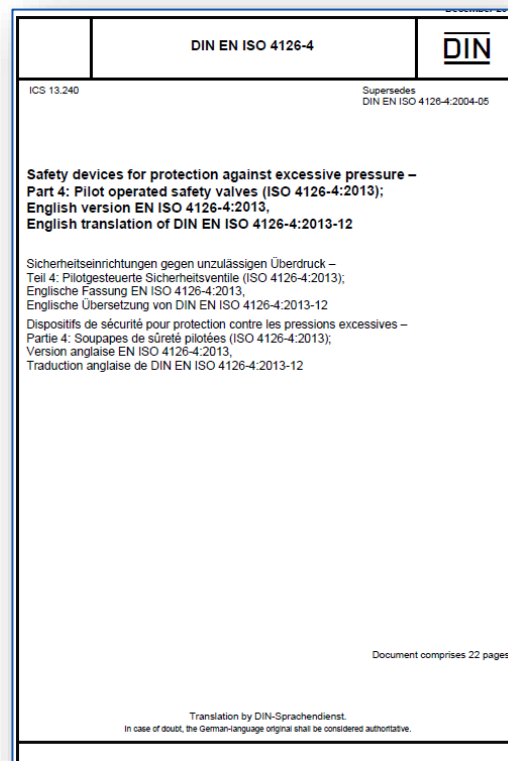 DIN EN ISO 4126-4
DIN
ICS 13.240
Supersedes
DIN EN ISO 4126-4:2004-05
Safety devices for protection against excessive pressure –
Part 4: Pilot operated safety valves (ISO 4126-4:2013);
English version EN ISO 4126-4:2013,
English translation of DIN EN ISO 4126-4:2013-12
Sicherheitseinrichtungen gegen unzulässigen Überdruck –
Teil 4: Pilotgesteuerte Sicherheitsventile (ISO 4126-4:2013);
Englische Fassung EN ISO 4126-4:2013,
Englische Übersetzung von DIN EN ISO 4126-4:2013-12
Dispositifs de sécurité pour protection contre les pressions excessives –
Partie 4: Soupapes de sûreté pilotées (ISO 4126-4:2013);
Version anglaise EN ISO 4126-4:2013,
Traduction anglaise de DIN EN ISO 4126-4:2013-12
Document comprises 22 pages
Translation by DIN-Sprachendienst.
In case of doubt, the German-language original shall be considered authoritative.